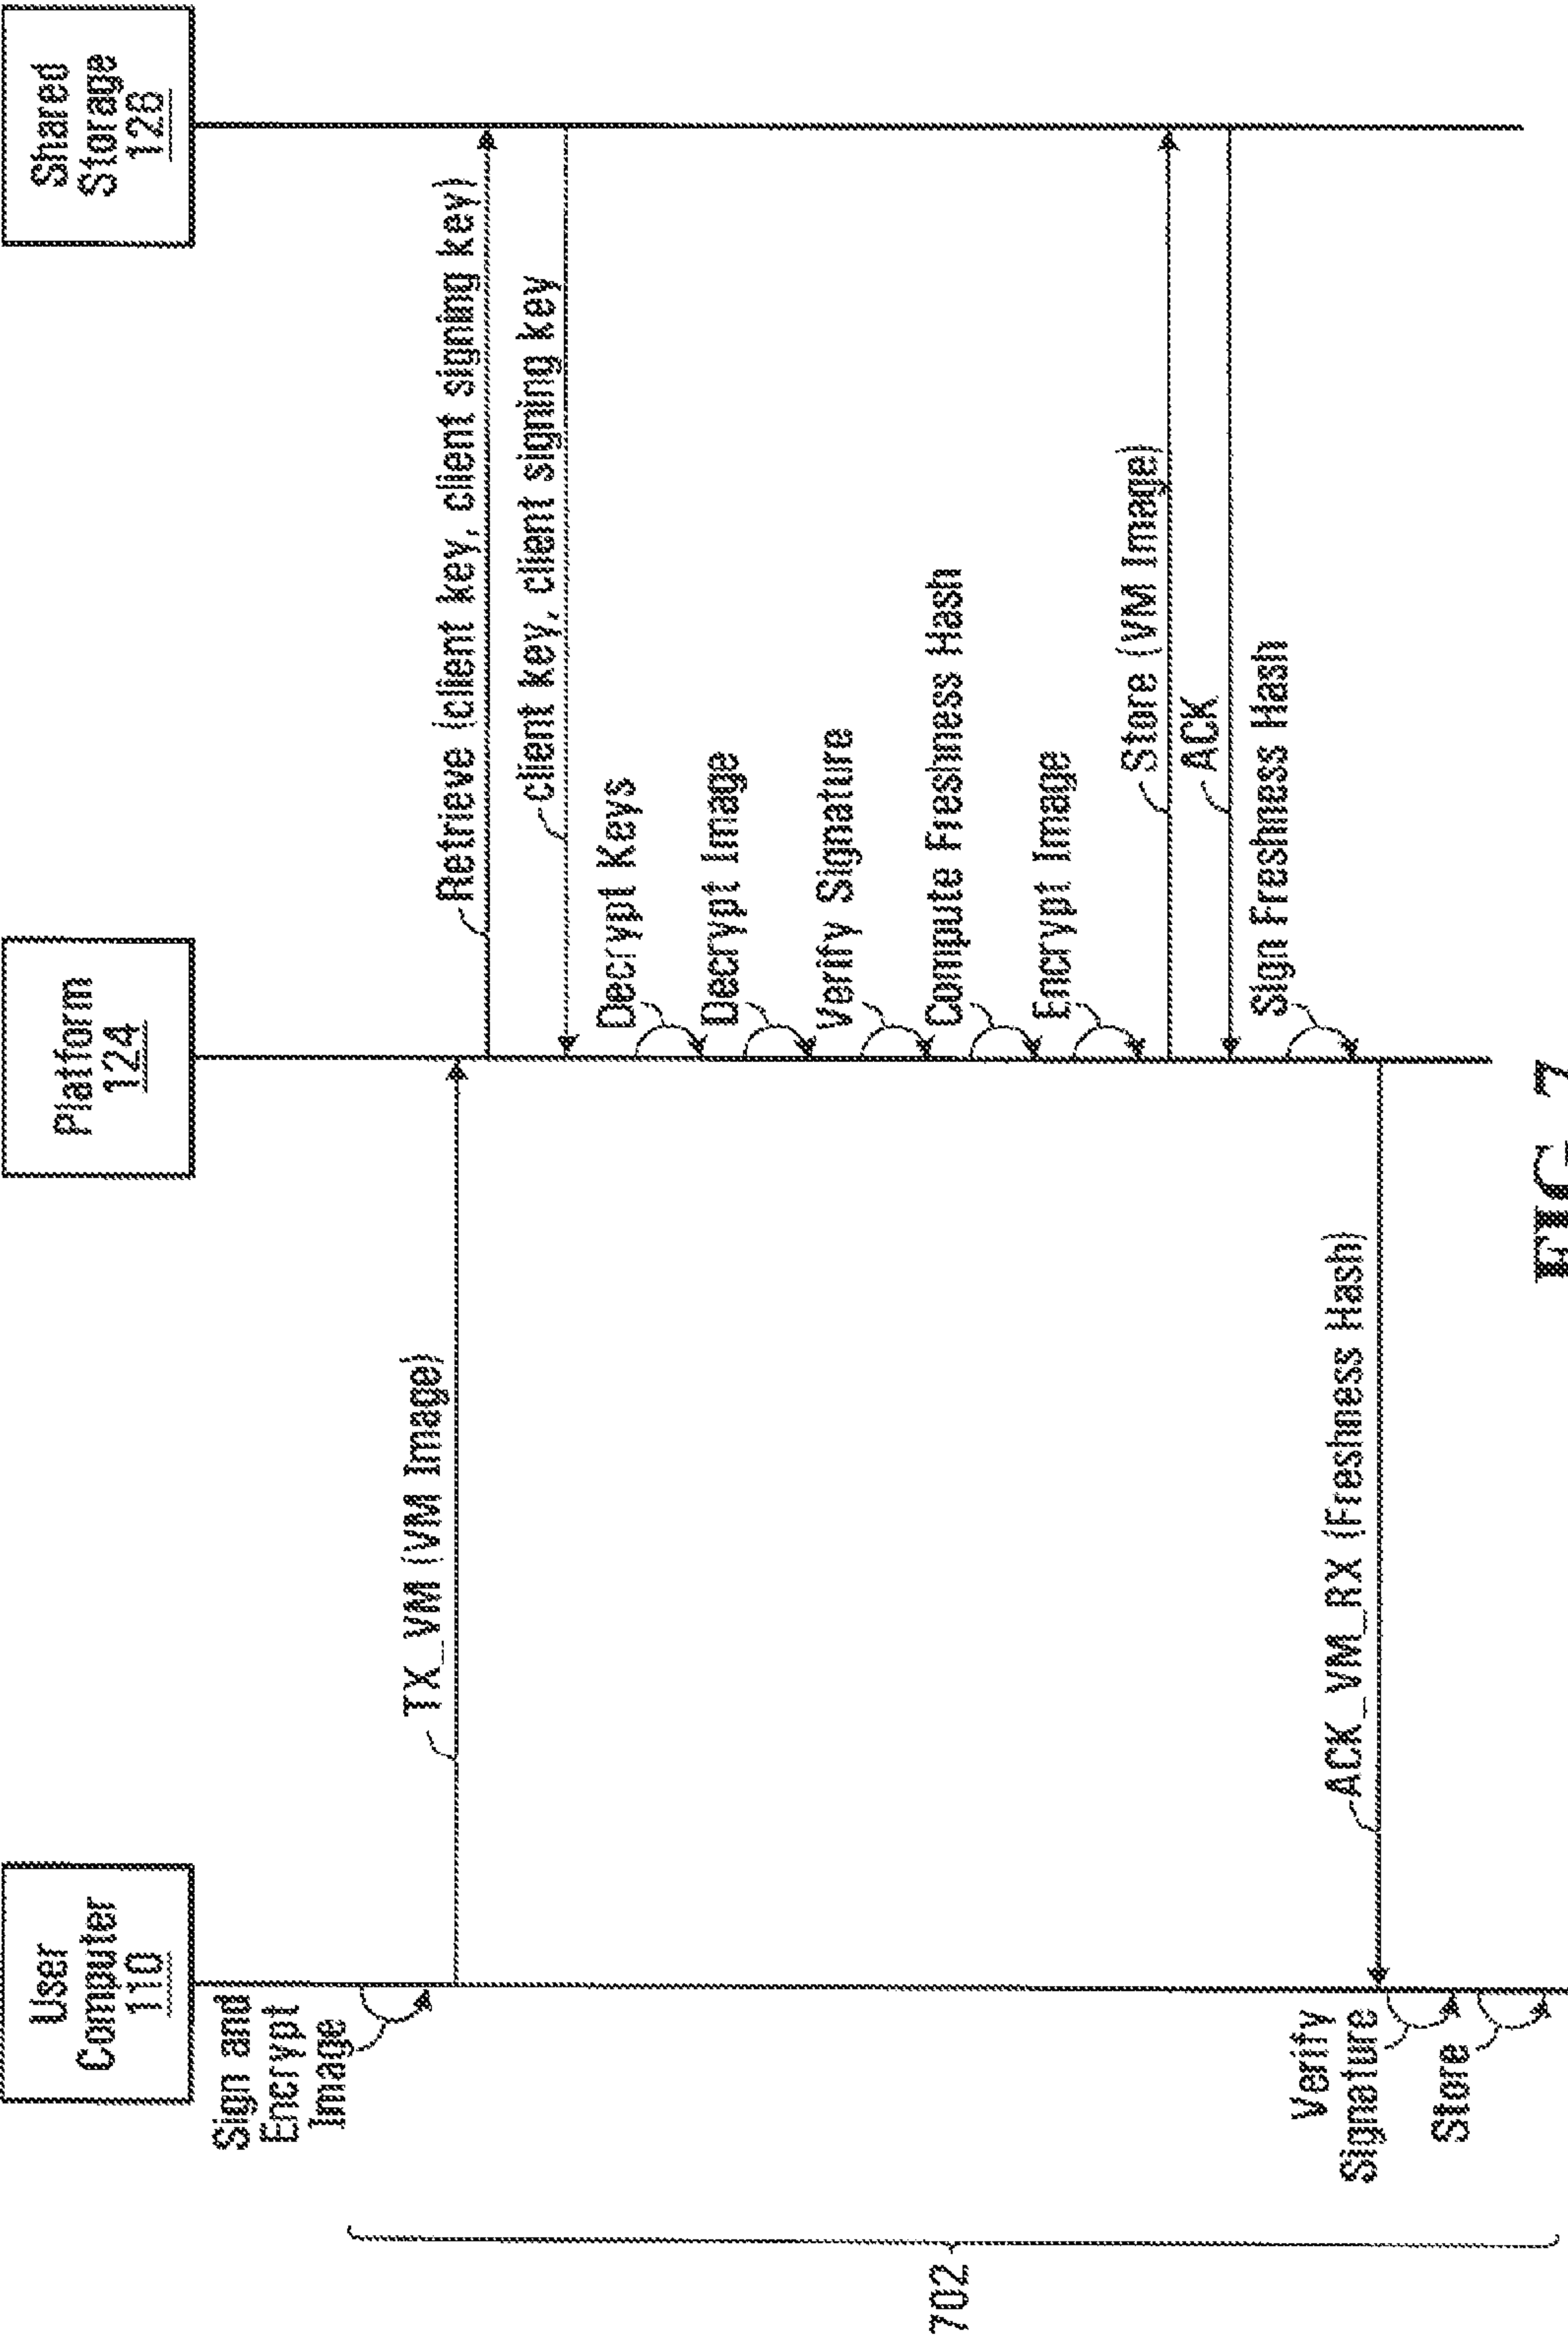 User
Computer
110
Platform
124
Shared
Storage
128
Sign and
Encrypt
Image
TX_VM (VM Image)
Retrieve (client key, client signing key)
client key, client signing key
Decrypt Keys
Decrypt Image
Verify Signature
Compute Freshness Hash
Encrypt Image
Store (VM Image)
ACK
Sign Freshness Hash
ACK_VM_RX (Freshness Hash)
Verify
Signature
Store
702
FIG. 7